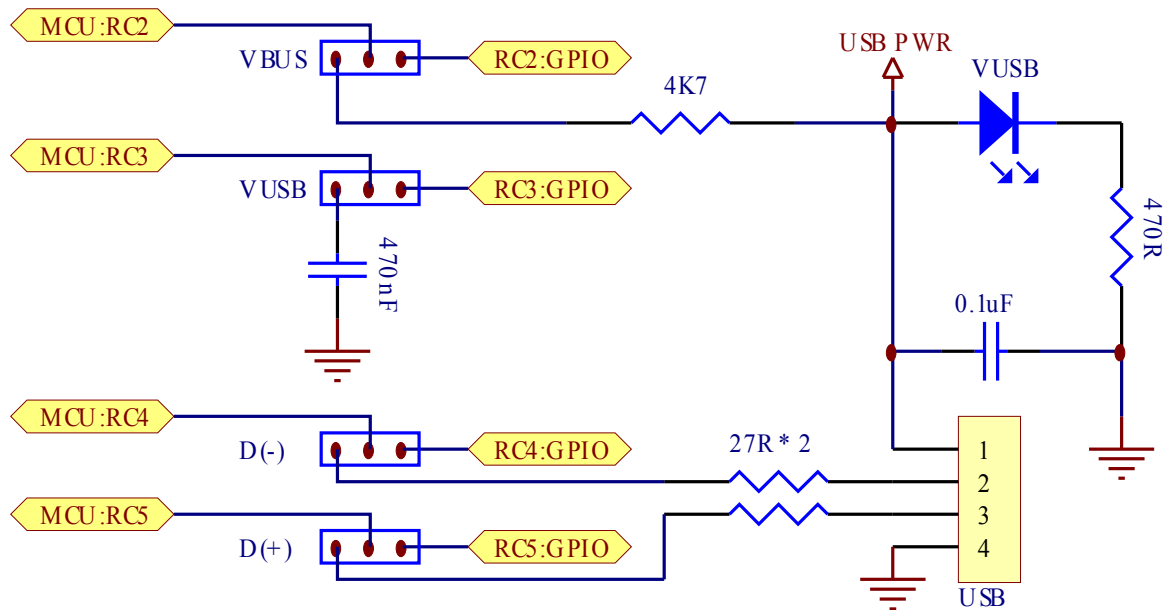 MCU:RC2
VBUS
RC2:GPIO
USB PWR
VUSB
4K7
MCU:RC3
VUSB
RC3:GPIO
470nF
470R
0.1uF
MCU:RC4
D(-)
RC4:GPIO
27R * 2
1
2
3
4
MCU:RC5
D(+)
RC5:GPIO
USB